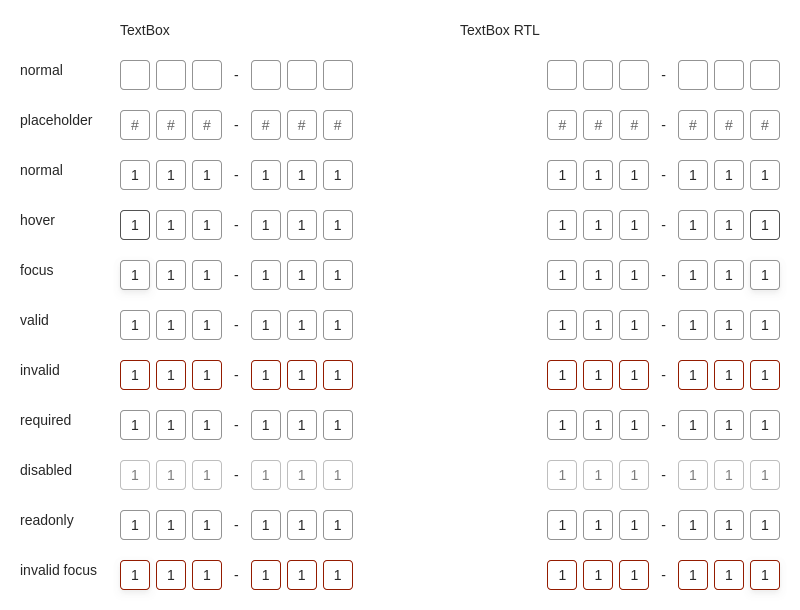 TextBox TextBox RTL
normal - -
placeholder # # # - # # # # # # - # # #
normal 1 1 1 - 1 1 1 1 1 1 - 1 1 1
hover 1 1 1 - 1 1 1 1 1 1 - 1 1 1
focus 1 1 1 - 1 1 1 1 1 1 - 1 1 1
valid 1 1 1 - 1 1 1 1 1 1 - 1 1 1
invalid 1 1 1 - 1 1 1 1 1 1 - 1 1 1
required 1 1 1 - 1 1 1 1 1 1 - 1 1 1
disabled 1 1 1 - 1 1 1 1 1 1 - 1 1 1
readonly 1 1 1 - 1 1 1 1 1 1 - 1 1 1
invalid focus 1 1 1 - 1 1 1 1 1 1 - 1 1 1